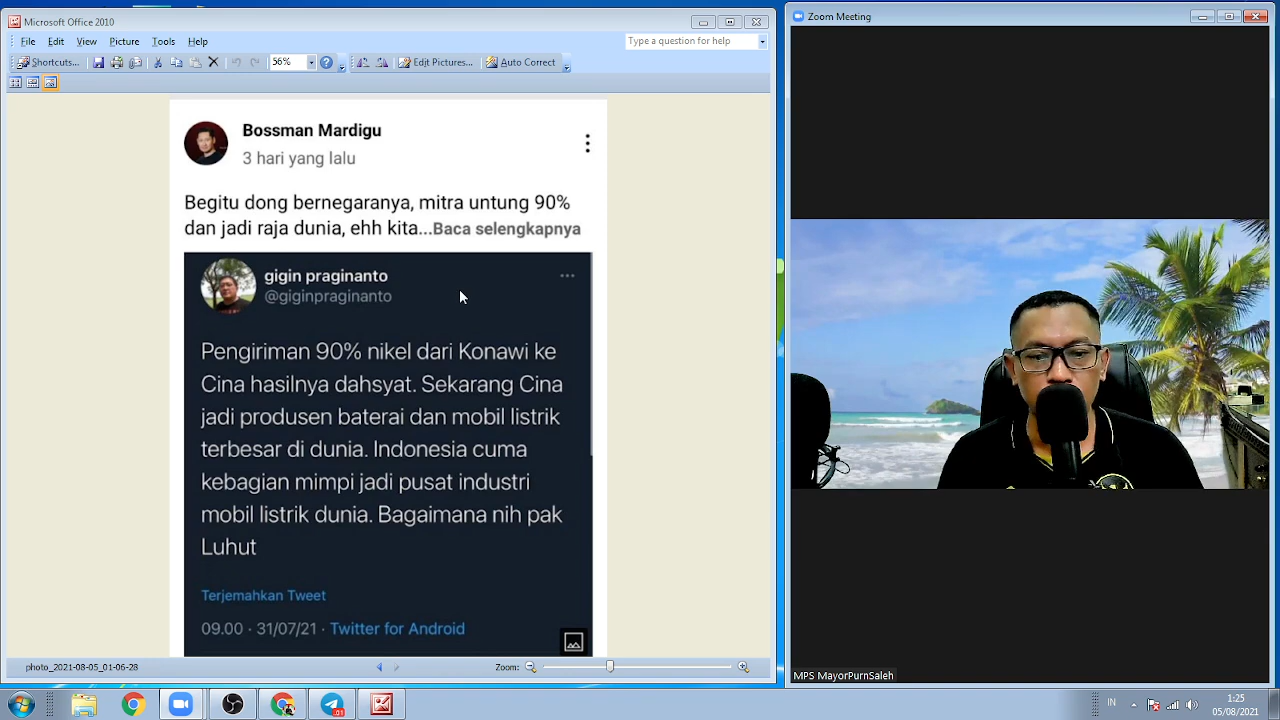 Microsoft Office 2010
File Edit View Picture Tools Help
Type a question for help
Shortcuts...
56%
Edit Pictures...
Auto Correct
Bossman Mardigu
3 hari yang lalu
Begitu dong bernegaranya, mitra untung 90%
dan jadi raja dunia, ehh kita...Baca selengkapnya
gigin praginanto
@giginpraginanto
Pengiriman 90% nikel dari Konawi ke
Cina hasilnya dahsyat. Sekarang Cina
jadi produsen baterai dan mobil listrik
terbesar di dunia. Indonesia cuma
kebagian mimpi jadi pusat industri
mobil listrik dunia. Bagaimana nih pak
Luhut
Terjemahkan Tweet
09.00 · 31/07/21 · Twitter for Android
photo_2021-08-05_01-06-28
Zoom:
Zoom Meeting
MPS MayorPurnSaleh
IN
1:25
05/08/2021